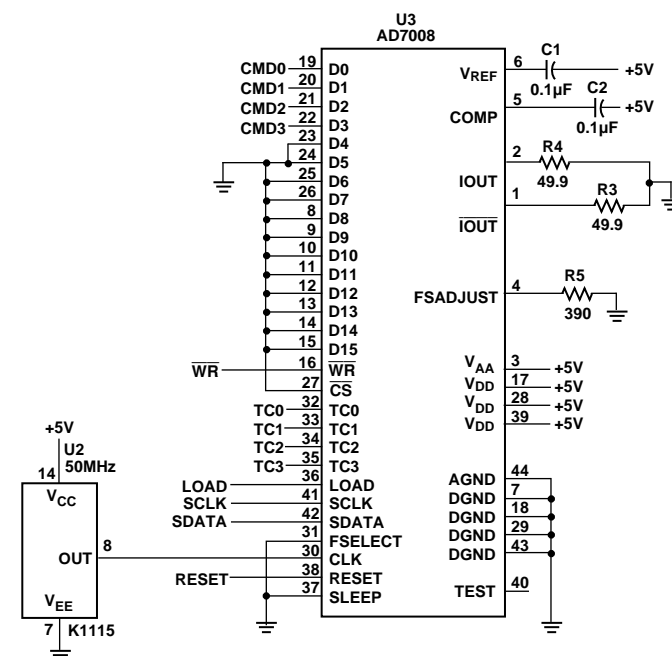 U3
AD7008
CMD0 19 D0
CMD1 20 D1
CMD2 21 D2
CMD3 22 D3
23 D4
24 D5
25 D6
26 D7
8 D8
9 D9
10 D10
11 D11
12 D12
13 D13
14 D14
15 D15
WR 16 WR
27 CS
TC0 32 TC0
TC1 33 TC1
TC2 34 TC2
TC3 35 TC3
LOAD 36 LOAD
SCLK 41 SCLK
SDATA 42 SDATA
31 FSELECT
30 CLK
RESET 38 RESET
37 SLEEP
VREF 6 C1 +5V
0.1µF
COMP 5 C2 +5V
0.1µF
IOUT 2 R4
49.9
IOUT 1 R3
49.9
FSADJUST 4 R5
390
VAA 3 +5V
VDD 17 +5V
VDD 28 +5V
VDD 39 +5V
AGND 44
DGND 7
DGND 18
DGND 29
DGND 43
TEST 40
+5V
U2
14 50MHz
VCC
OUT 8
VEE
7 K1115